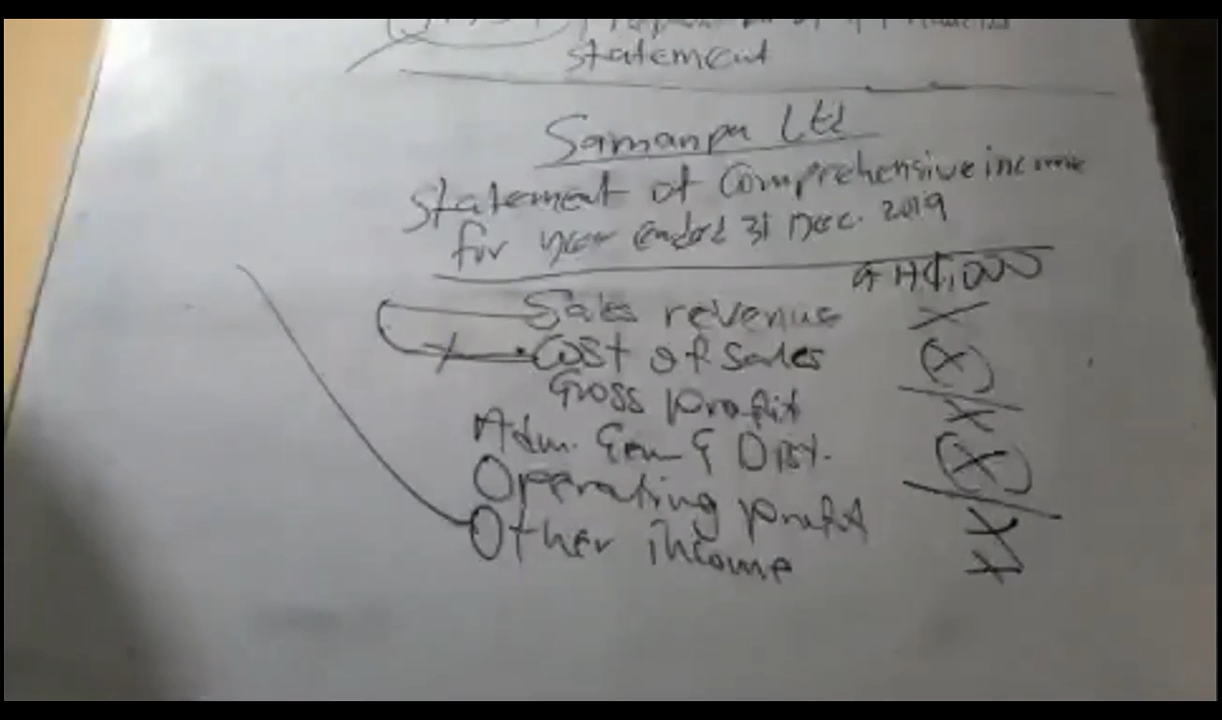 statement
Samanpa Ltd
Statement of Comprehensive income
for year ended 31 Dec. 2019
GH₵,000
Sales revenue X
Cost of sales (X)
Gross profit X
Adm. Gen & Dist. (X)
Operating profit X
Other income X